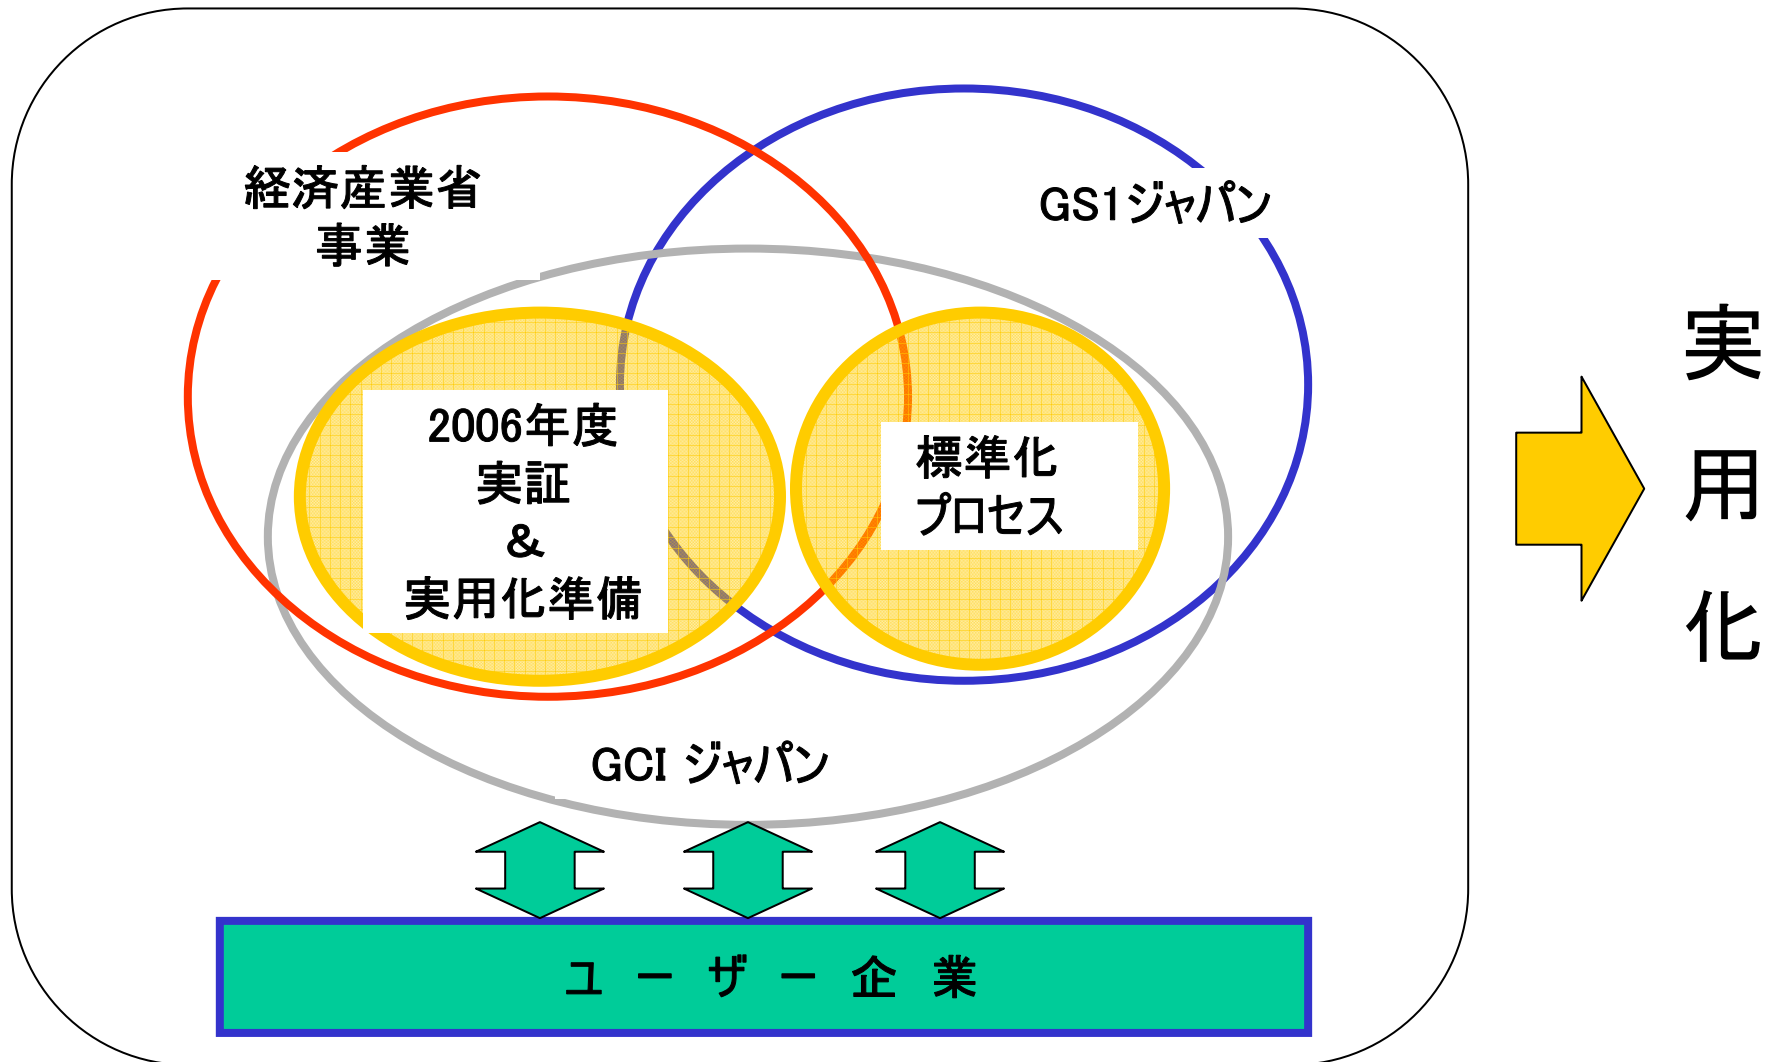 経済産業省
事業
GS1ジャパン
2006年度
実証
&
実用化準備
標準化
プロセス
GCI ジャパン
ユーザー企業
実用化